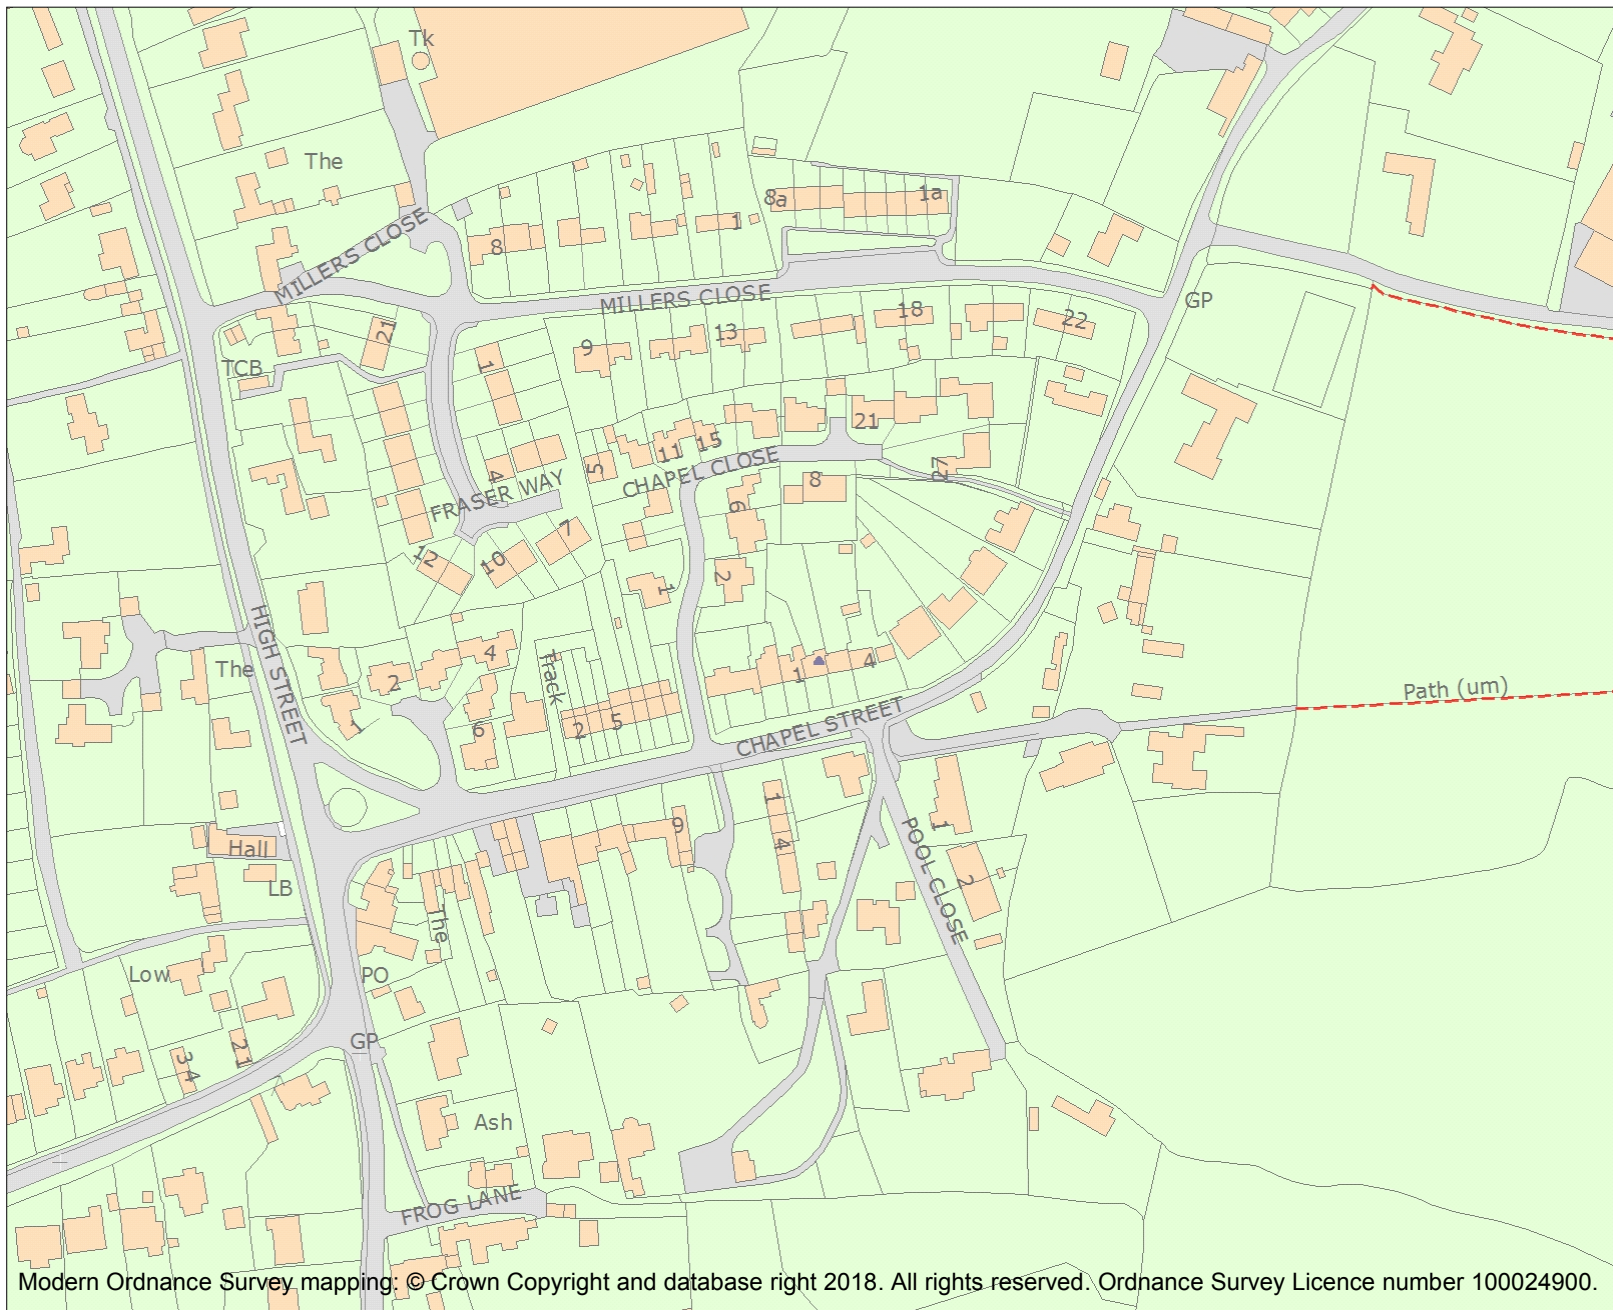 Tk
The
8a
1a
1
8
MILLERS CLOSE
MILLERS CLOSE
GP
18
22
13
21
9
1
TCB
21
11
15
5
CHAPEL CLOSE
27
8
4
FRASER WAY
6
7
12
10
2
1
HIGH STREET
The
4
2
Track
1
4
Path (um)
1
6
2
5
CHAPEL STREET
1
9
1
4
POOL CLOSE
Hall
LB
2
The
Low
PO
GP
2
1
3
4
Ash
FROG LANE
Modern Ordnance Survey mapping: © Crown Copyright and database right 2018. All rights reserved. Ordnance Survey Licence number 100024900.